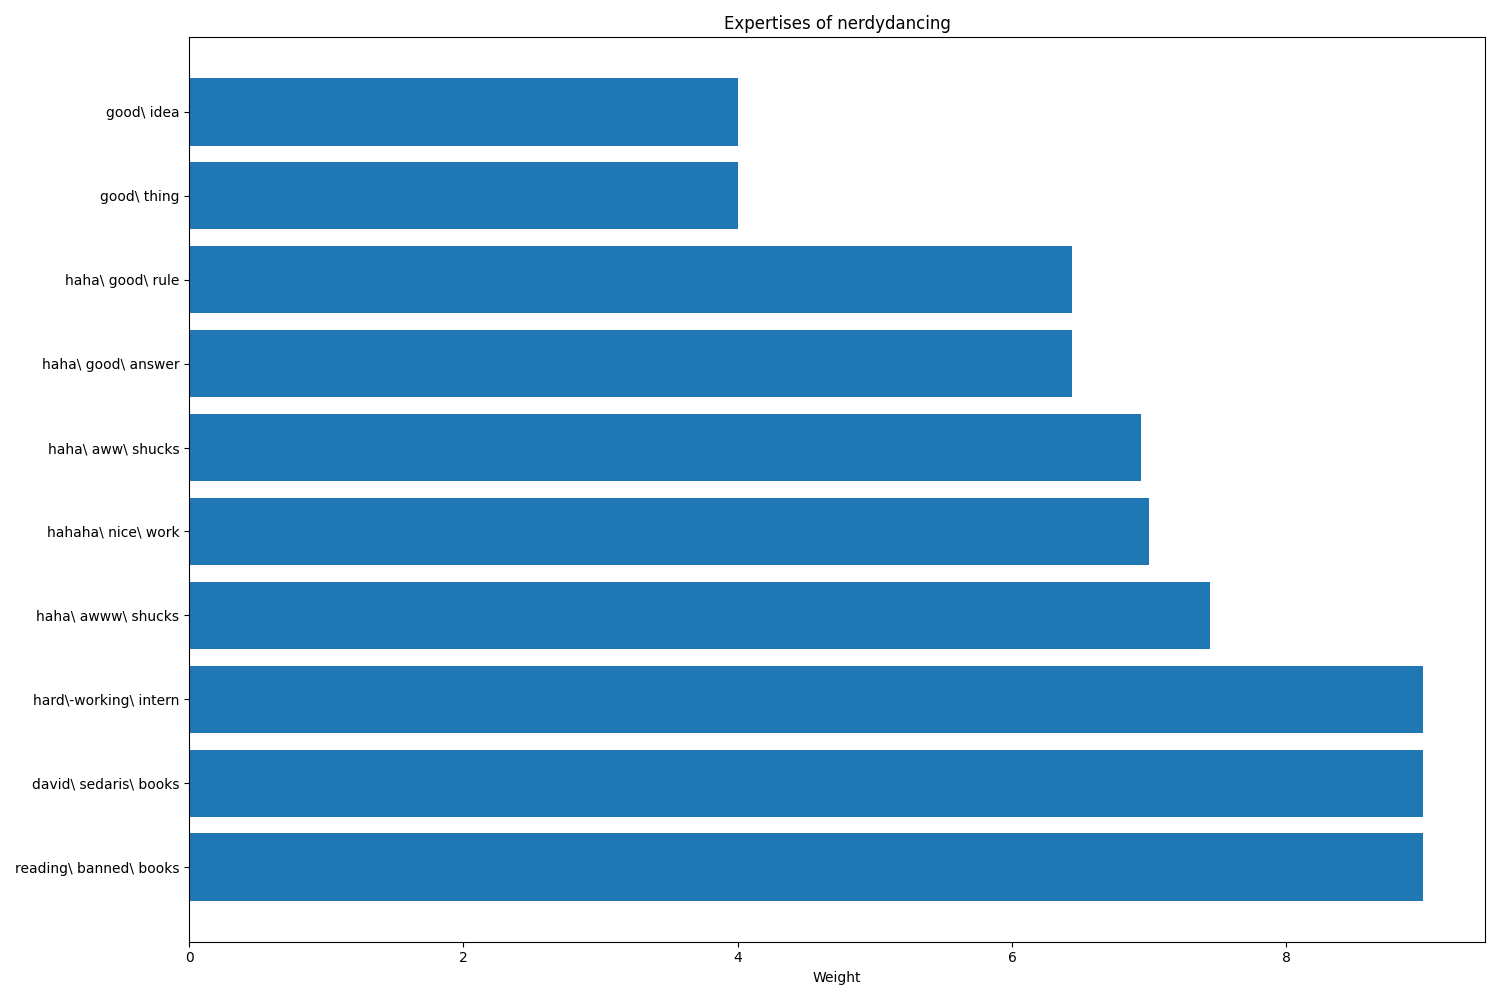 Expertises of nerdydancing
good\ idea
good\ thing
haha\ good\ rule
haha\ good\ answer
haha\ aww\ shucks
hahaha\ nice\ work
haha\ awww\ shucks
hard\-working\ intern
david\ sedaris\ books
reading\ banned\ books
0 2 4 6 8
Weight